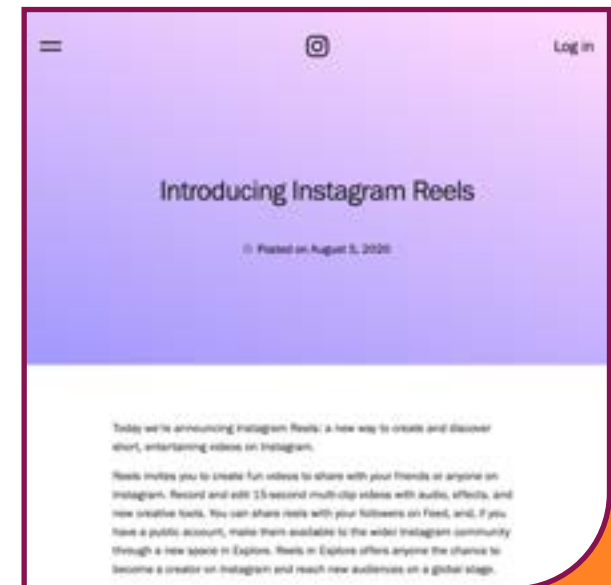 Log in
Introducing Instagram Reels
Posted on August 5, 2020
Today we're announcing Instagram Reels: a new way to create and discover
short, entertaining videos on Instagram.
Reels invites you to create fun videos to share with your friends or anyone on
Instagram. Record and edit 15-second multi-clip videos with audio, effects, and
new creative tools. You can share reels with your followers on Feed, and, if you
have a public account, make them available to the wider Instagram community
through a new space in Explore. Reels in Explore offers anyone the chance to
become a creator on Instagram and reach new audiences on a global stage.